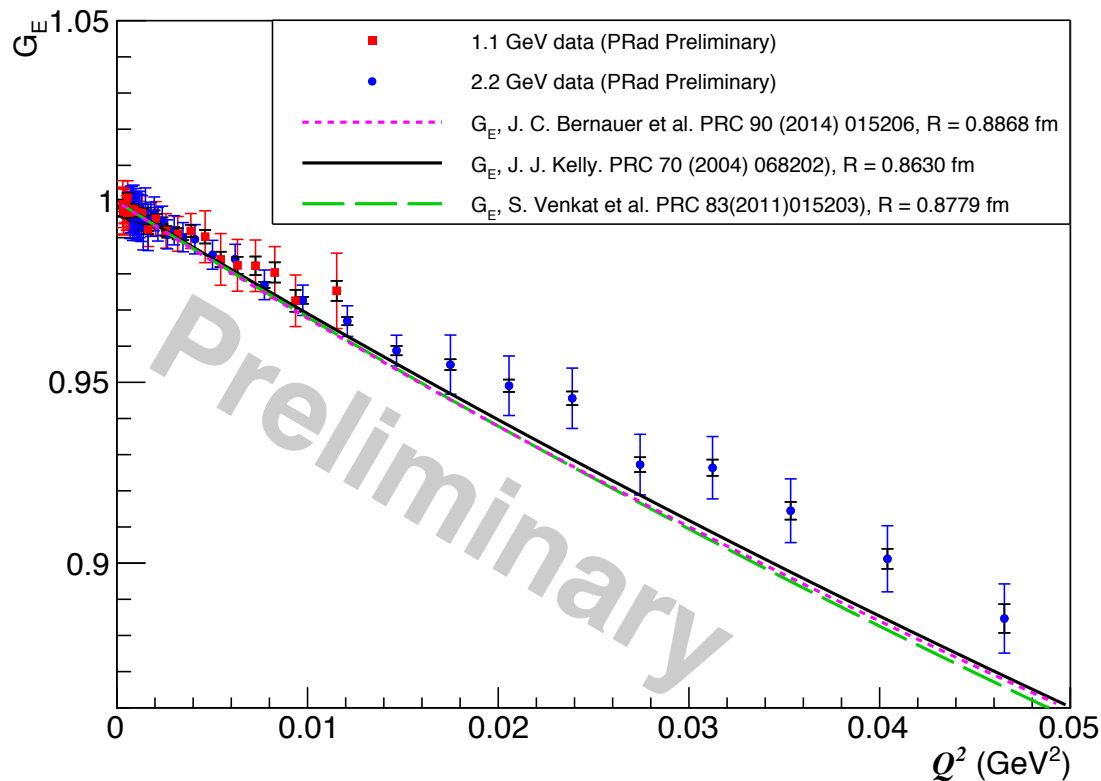 G_E
1.05
1
0.95
0.9
1.1 GeV data (PRad Preliminary)
2.2 GeV data (PRad Preliminary)
G_E, J. C. Bernauer et al. PRC 90 (2014) 015206, R = 0.8868 fm
G_E, J. J. Kelly. PRC 70 (2004) 068202), R = 0.8630 fm
G_E, S. Venkat et al. PRC 83(2011)015203), R = 0.8779 fm
Preliminary
0 0.01 0.02 0.03 0.04 0.05
Q² (GeV²)